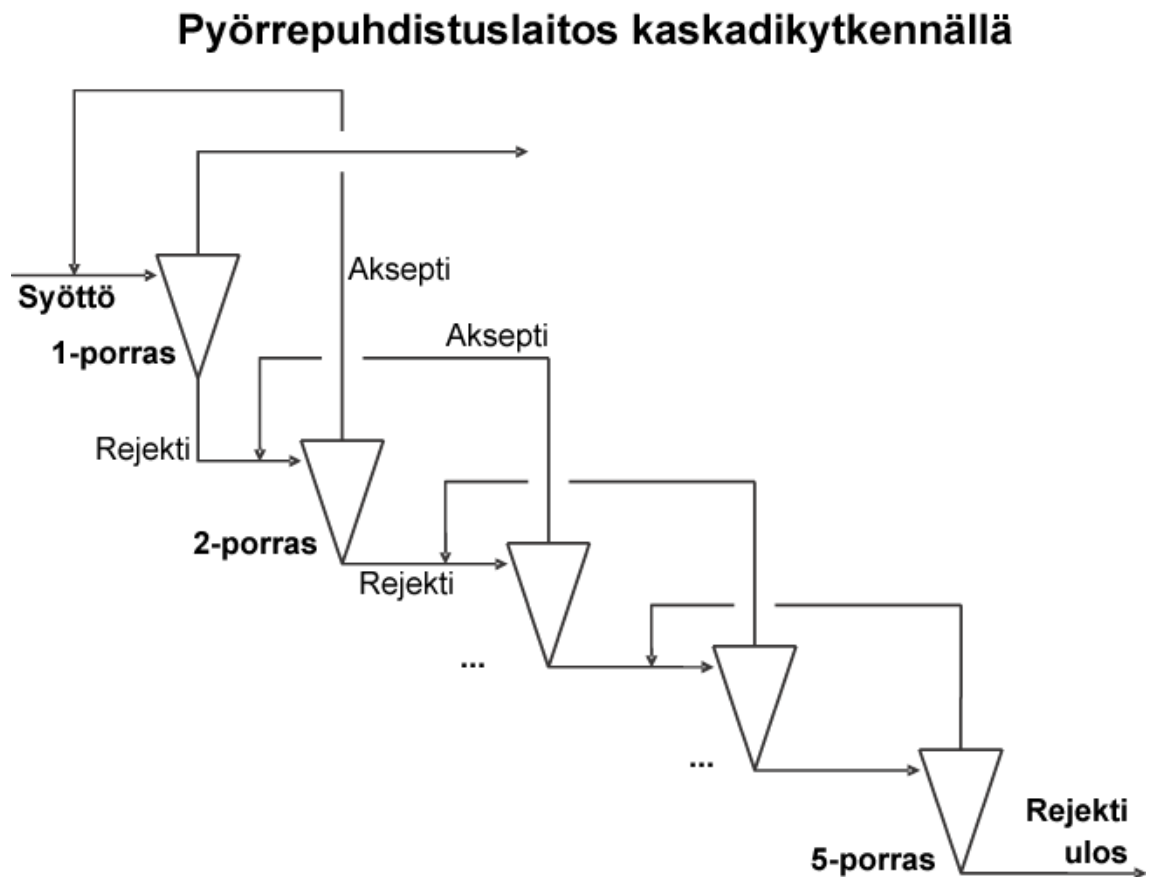 Pyörrepuhdistuslaitos kaskadikytkennällä
Aksepti
Syöttö
Aksepti
1-porras
Rejekti
2-porras
Rejekti
...
...
Rejekti
ulos
5-porras